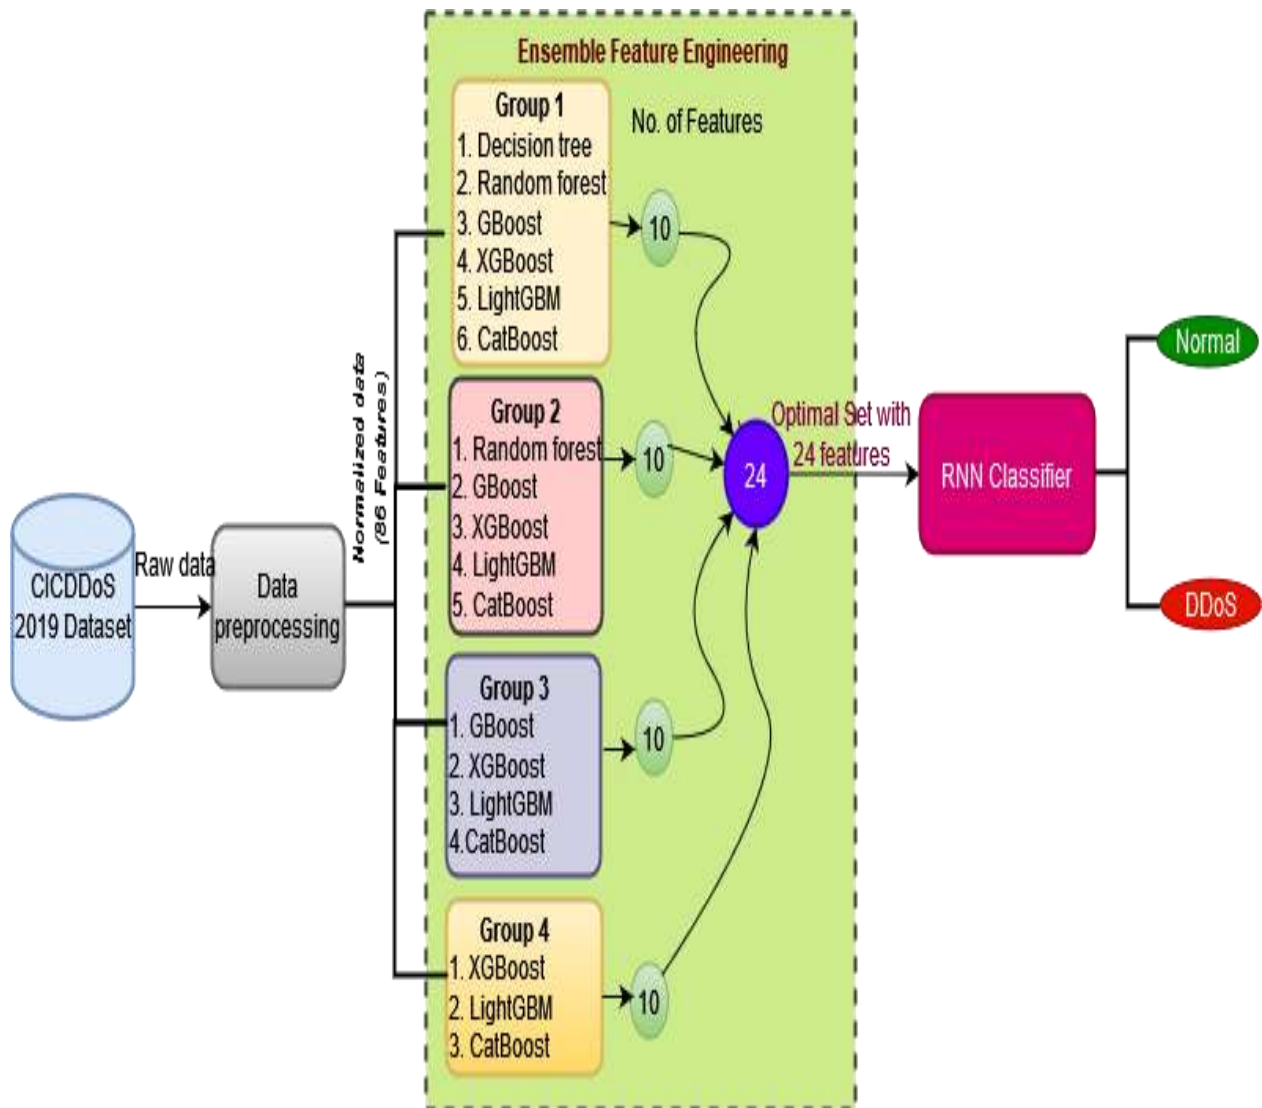 Ensemble Feature Engineering
Group 1
1. Decision tree
2. Random forest
3. GBoost
4. XGBoost
5. LightGBM
6. CatBoost
No. of Features
10
Group 2
1. Random forest
2. GBoost
3. XGBoost
4. LightGBM
5. CatBoost
10
Group 3
1. GBoost
2. XGBoost
3. LightGBM
4.CatBoost
10
Group 4
1. XGBoost
2. LightGBM
3. CatBoost
10
CICDDoS
2019 Dataset
Raw data
Data
preprocessing
Normalized data
(86 Features)
24
Optimal Set with
24 features
RNN Classifier
Normal
DDoS